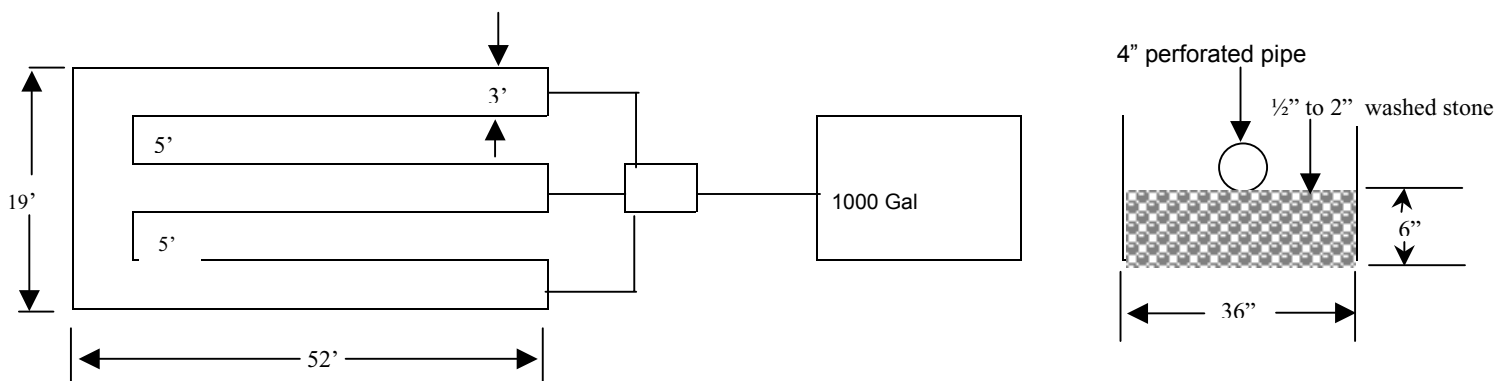 3’
5’
19’
5’
52’
1000 Gal
4” perforated pipe
½” to 2” washed stone
6”
36”